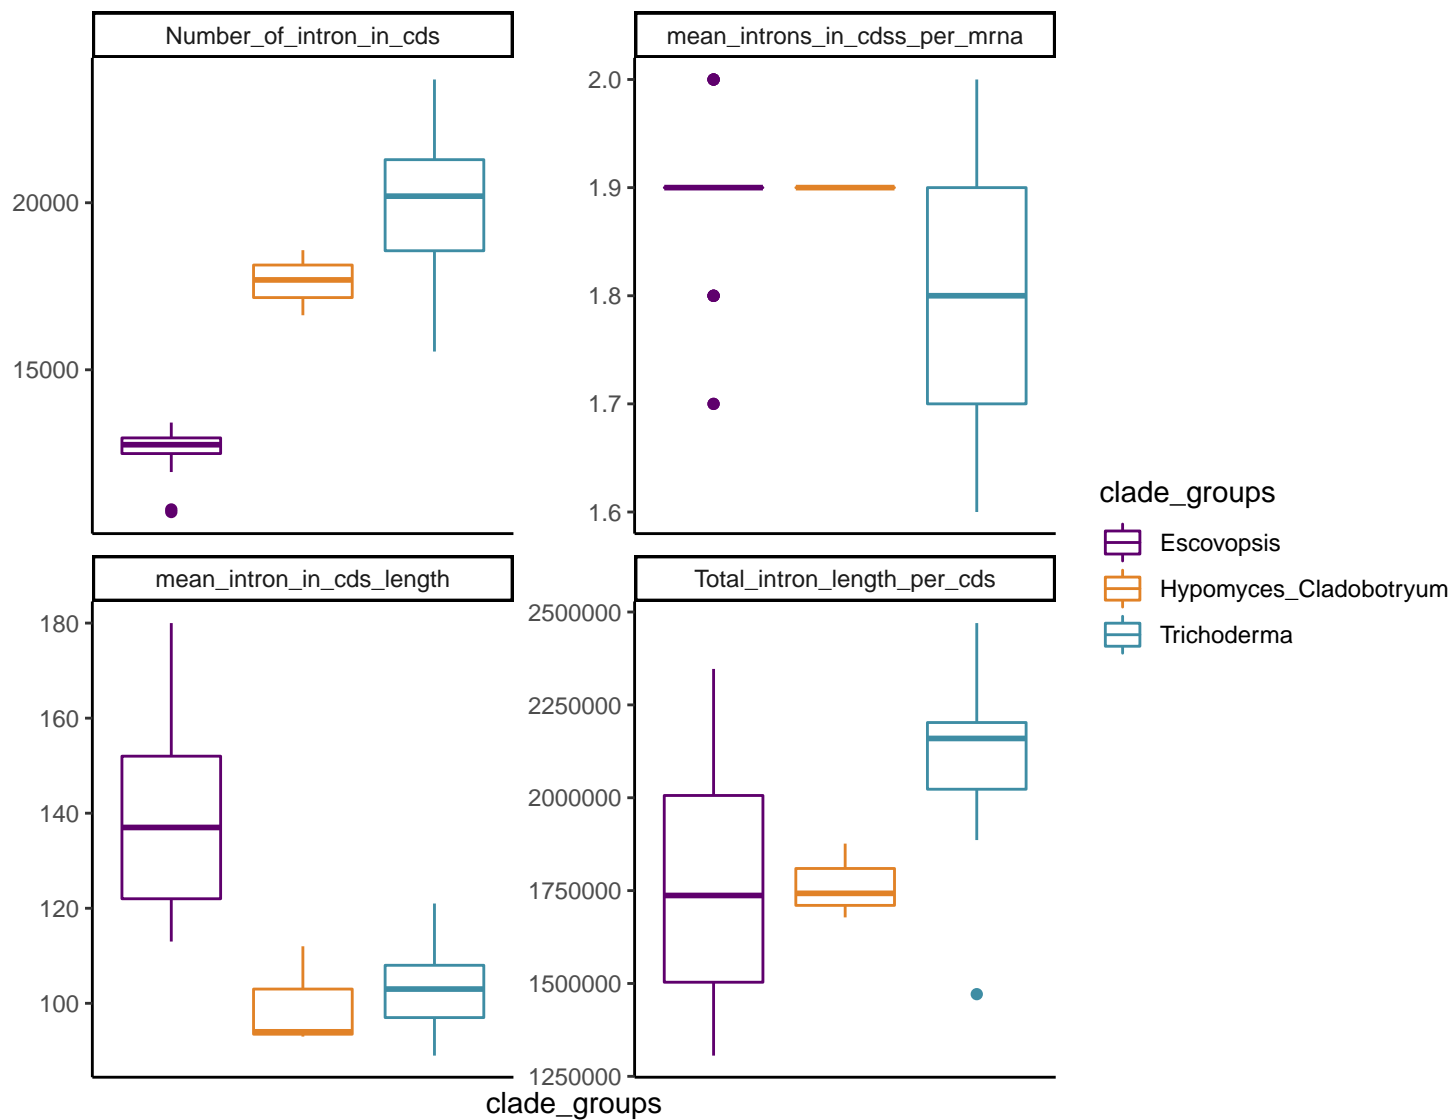 Number_of_intron_in_cds
20000
15000
mean_introns_in_cdss_per_mrna
2.0
1.9
1.8
1.7
1.6
mean_intron_in_cds_length
180
160
140
120
100
Total_intron_length_per_cds
2500000
2250000
2000000
1750000
1500000
1250000
clade_groups
clade_groups
Escovopsis
Hypomyces_Cladobotryum
Trichoderma